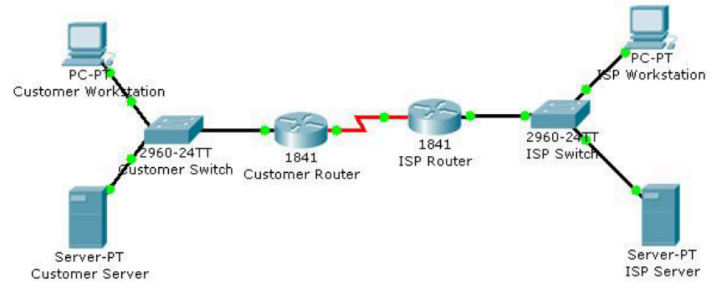 PC-PT
Customer Workstation
PC-PT
ISP Workstation
2960-24TT
Customer Switch
1841
Customer Router
1841
ISP Router
2960-24TT
ISP Switch
Server-PT
Customer Server
Server-PT
ISP Server